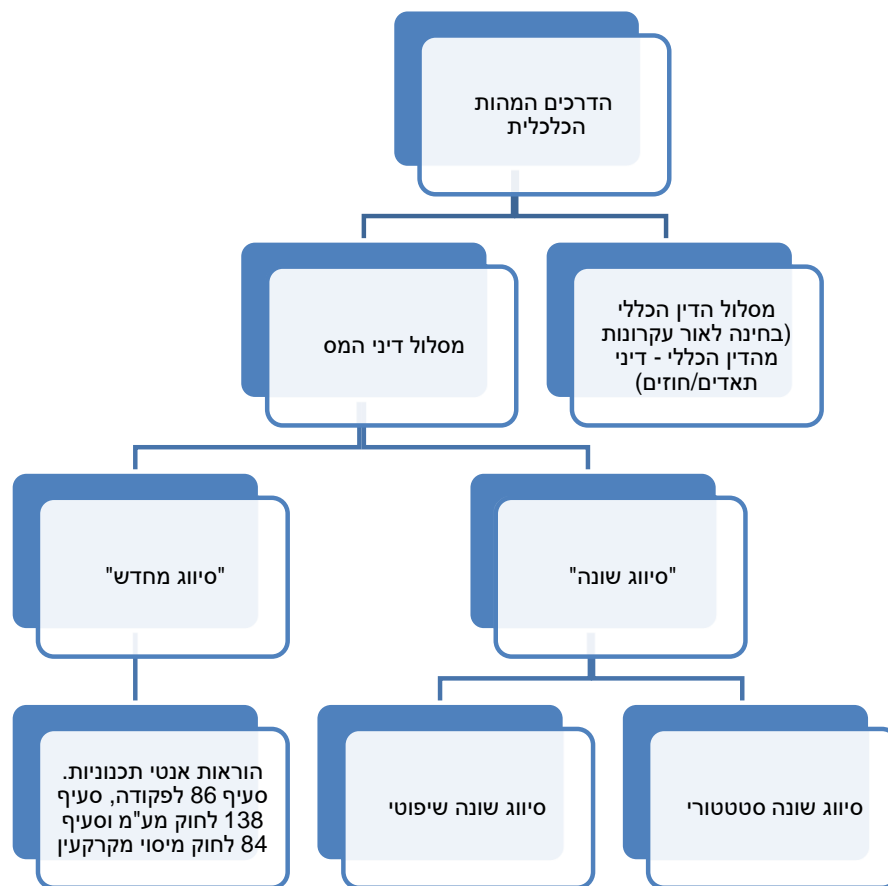 הדרכים המהות
הכלכלית
מסלול הדין הכללי
(בחינה לאור עקרונות
מהדין הכללי - דיני
תאדים/חוזים)
מסלול דיני המס
"סיווג שונה"
"סיווג מחדש"
סיווג שונה סטטטורי
סיווג שונה שיפוטי
הוראות אנטי תכנוניות.
סעיף 86 לפקודה, סעיף
138 לחוק מע"מ וסעיף
84 לחוק מיסוי מקרקעין